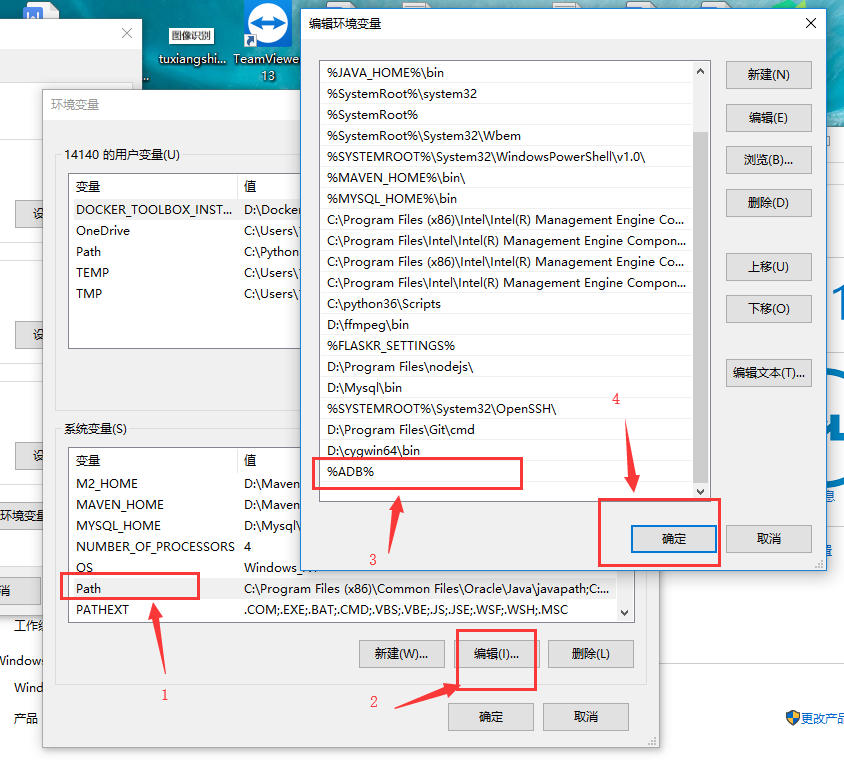 图像识别
tuxiangshi...
TeamViewe
13
环境变量
14140 的用户变量(U)
变量
值
DOCKER_TOOLBOX_INST...
D:\Docker
OneDrive
C:\Users\
Path
C:\Python
TEMP
C:\Users\
TMP
C:\Users\
系统变量(S)
变量
值
M2_HOME
D:\Maven
MAVEN_HOME
D:\Maven
MYSQL_HOME
D:\Mysql\
NUMBER_OF_PROCESSORS
4
OS
Windows_NT
Path
C:\Program Files (x86)\Common Files\Oracle\Java\javapath;C:...
PATHEXT
.COM;.EXE;.BAT;.CMD;.VBS;.VBE;.JS;.JSE;.WSF;.WSH;.MSC
新建(W)...
编辑(I)...
删除(L)
确定
取消
编辑环境变量
%JAVA_HOME%\bin
%SystemRoot%\system32
%SystemRoot%
%SystemRoot%\System32\Wbem
%SYSTEMROOT%\System32\WindowsPowerShell\v1.0\
%MAVEN_HOME%\bin\
%MYSQL_HOME%\bin
C:\Program Files (x86)\Intel\Intel(R) Management Engine Co...
C:\Program Files\Intel\Intel(R) Management Engine Compon...
C:\Program Files (x86)\Intel\Intel(R) Management Engine Co...
C:\Program Files\Intel\Intel(R) Management Engine Compon...
C:\python36\Scripts
D:\ffmpeg\bin
%FLASKR_SETTINGS%
D:\Program Files\nodejs\
D:\Mysql\bin
%SYSTEMROOT%\System32\OpenSSH\
D:\Program Files\Git\cmd
D:\cygwin64\bin
%ADB%
新建(N)
编辑(E)
浏览(B)...
删除(D)
上移(U)
下移(O)
编辑文本(T)...
确定
取消
1
2
3
4
环境变量
消
Windows
Wind
产品
更改产品
息